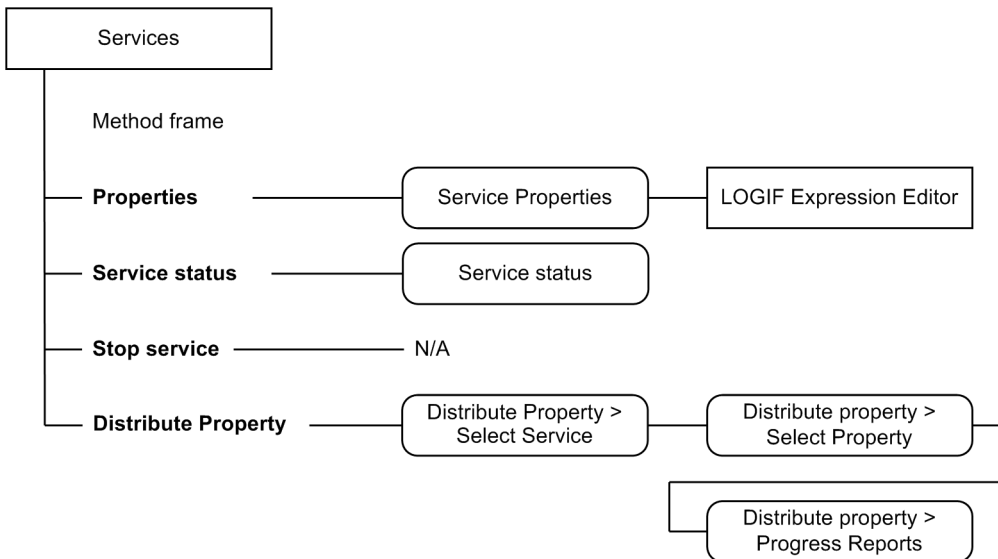 Services
Method frame
Properties
Service Properties
LOGIF Expression Editor
Service status
Service status
Stop service
N/A
Distribute Property
Distribute Property >
Select Service
Distribute property >
Select Property
Distribute property >
Progress Reports